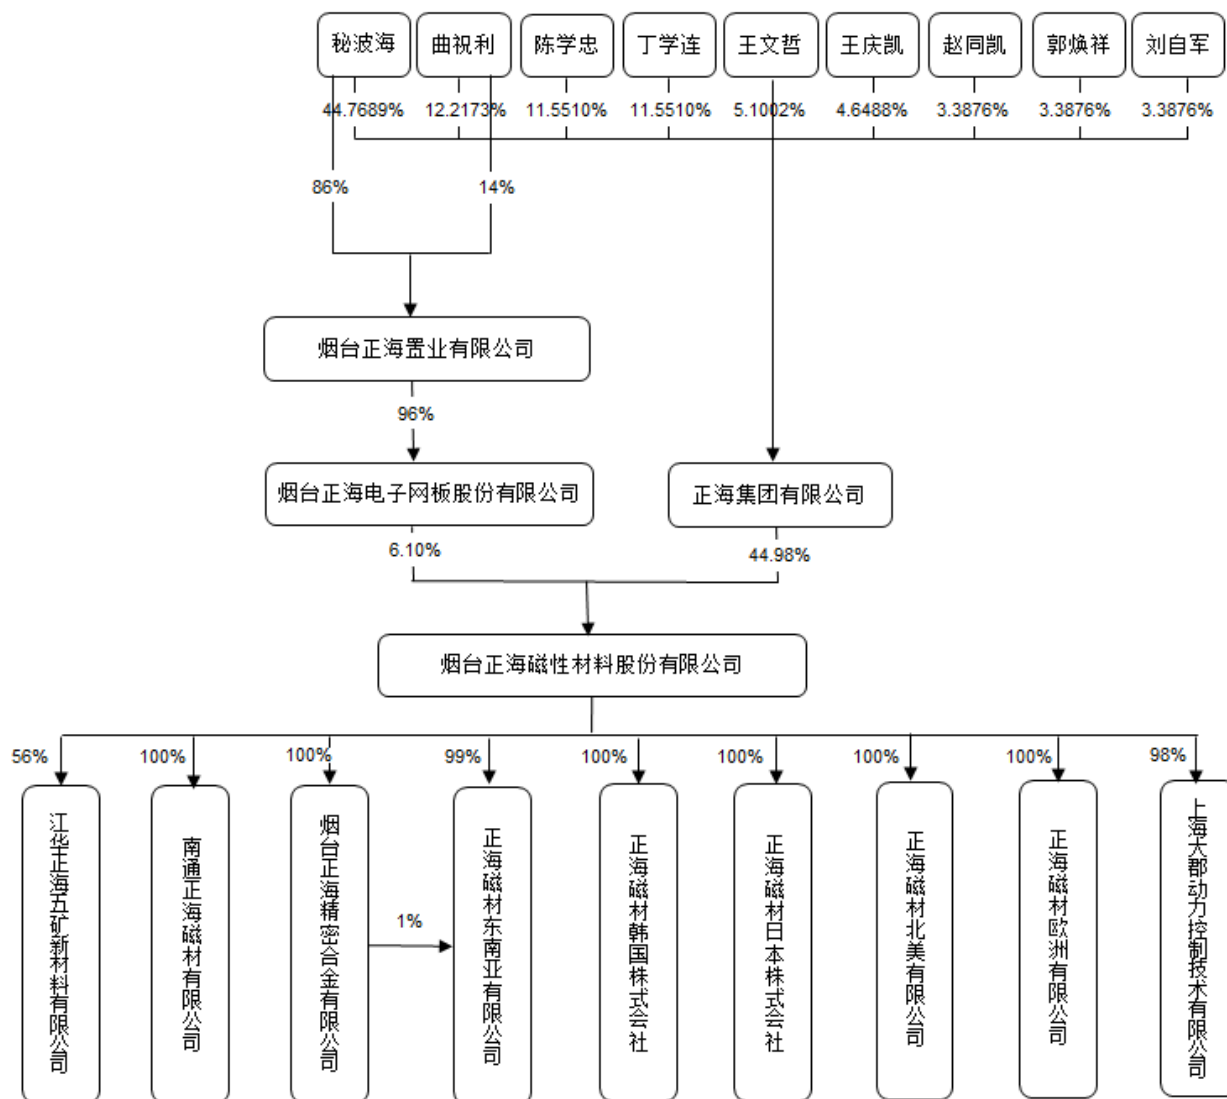 秘波海
曲祝利
陈学忠
丁学连
王文哲
王庆凯
赵同凯
郭焕祥
刘自军
44.7689%
12.2173%
11.5510%
11.5510%
5.1002%
4.6488%
3.3876%
3.3876%
3.3876%
86%
14%
烟台正海置业有限公司
96%
烟台正海电子网板股份有限公司
正海集团有限公司
6.10%
44.98%
烟台正海磁性材料股份有限公司
56%
100%
100%
99%
100%
100%
100%
100%
98%
江华正海五矿新材料有限公司
南通正海磁材有限公司
烟台正海精密合金有限公司
1%
正海磁材东南亚有限公司
正海磁材韩国株式会社
正海磁材日本株式会社
正海磁材北美有限公司
正海磁材欧洲有限公司
上海大郡动力控制技术有限公司